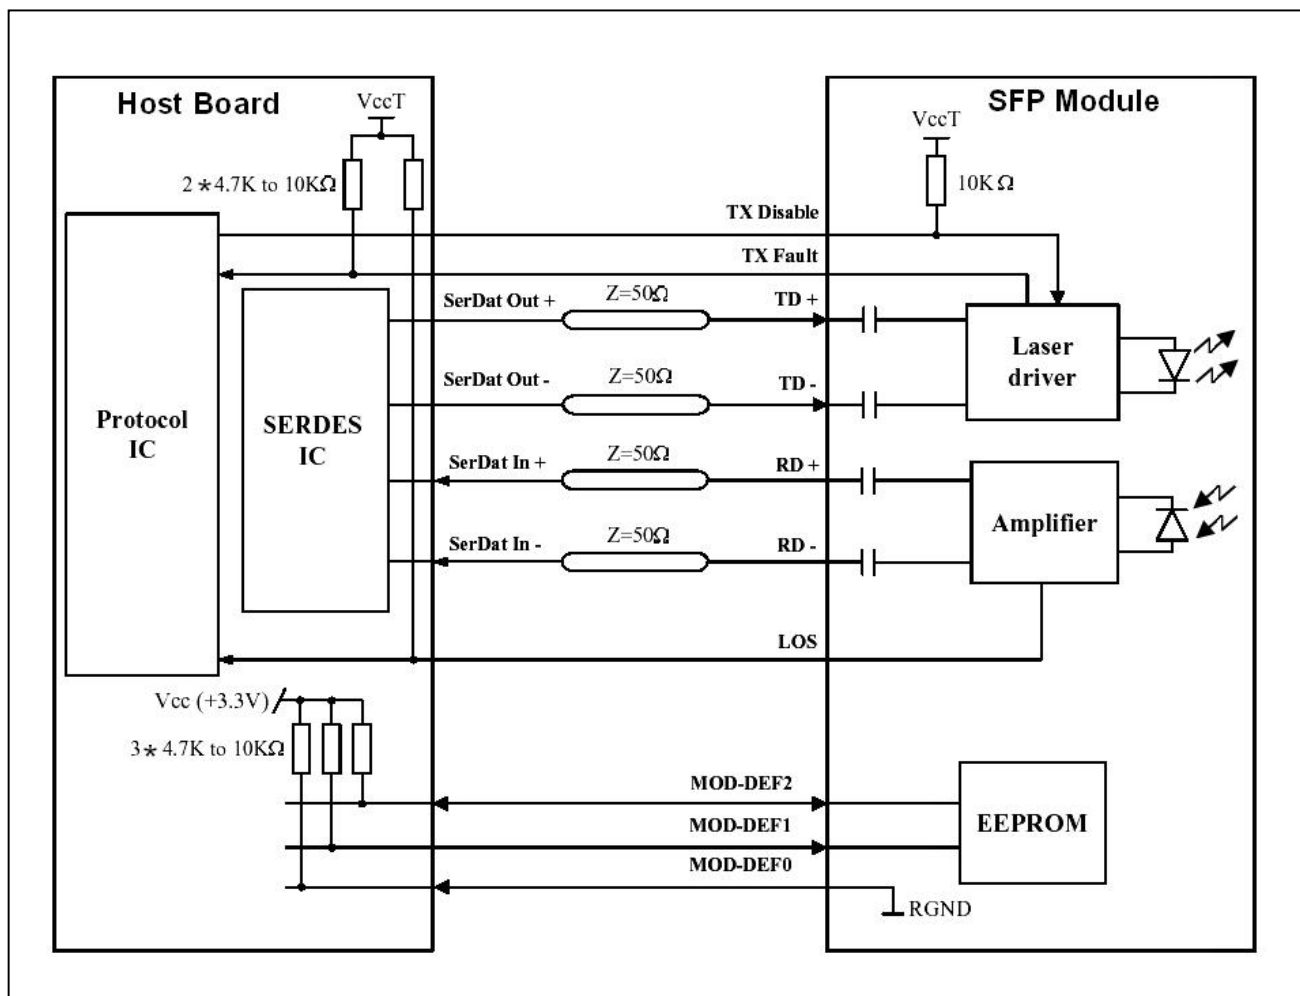 Host Board
SFP Module
VccT
VccT
2*4.7K to 10KΩ
10KΩ
TX Disable
TX Fault
SerDat Out +
Z=50Ω
TD +
SerDat Out -
Z=50Ω
TD -
Laser
driver
Protocol
IC
SERDES
IC
SerDat In +
Z=50Ω
RD +
Amplifier
SerDat In -
Z=50Ω
RD -
LOS
Vcc (+3.3V)
3* 4.7K to 10KΩ
MOD-DEF2
MOD-DEF1
MOD-DEF0
EEPROM
RGND